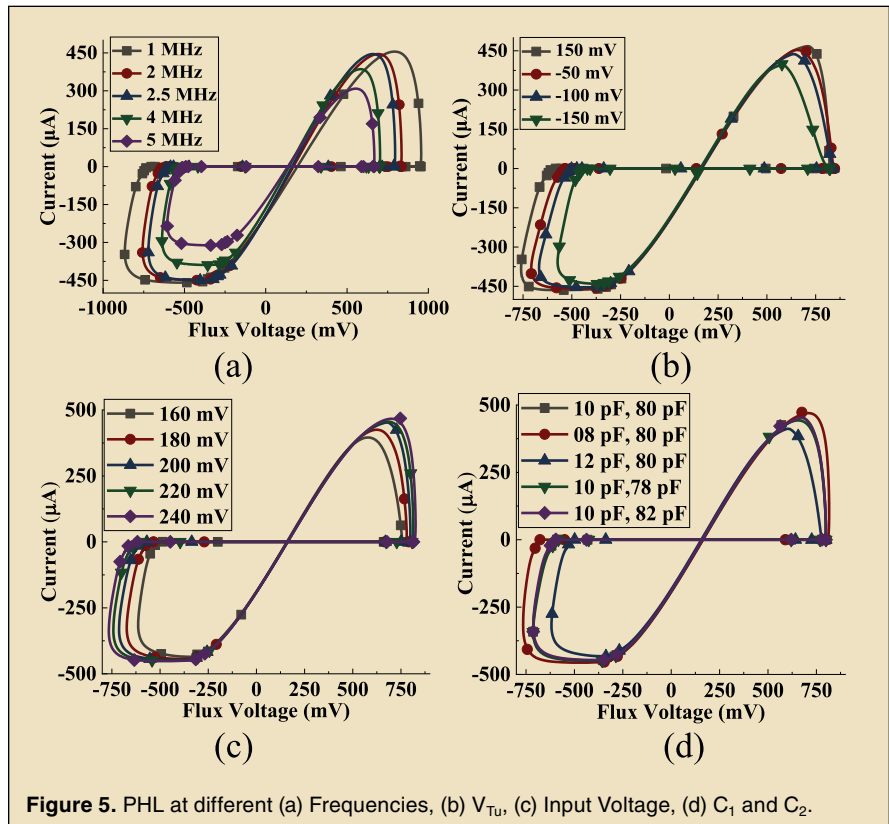 450
300
150
0
-150
-300
-450
Current (µA)
1 MHz
2 MHz
2.5 MHz
4 MHz
5 MHz
-1000
-500
0
500
1000
Flux Voltage (mV)
(a)
450
300
150
0
-150
-300
-450
Current (µA)
150 mV
-50 mV
-100 mV
-150 mV
-750
-500
-250
0
250
500
750
Flux Voltage (mV)
(b)
500
250
0
-250
-500
Current (µA)
160 mV
180 mV
200 mV
220 mV
240 mV
-750
-500
-250
0
250
500
750
Flux Voltage (mV)
(c)
500
250
0
-250
-500
Current (µA)
10 pF, 80 pF
08 pF, 80 pF
12 pF, 80 pF
10 pF,78 pF
10 pF, 82 pF
-750
-500
-250
0
250
500
750
Flux Voltage (mV)
(d)
Figure 5. PHL at different (a) Frequencies, (b) V_Tu, (c) Input Voltage, (d) C₁ and C₂.